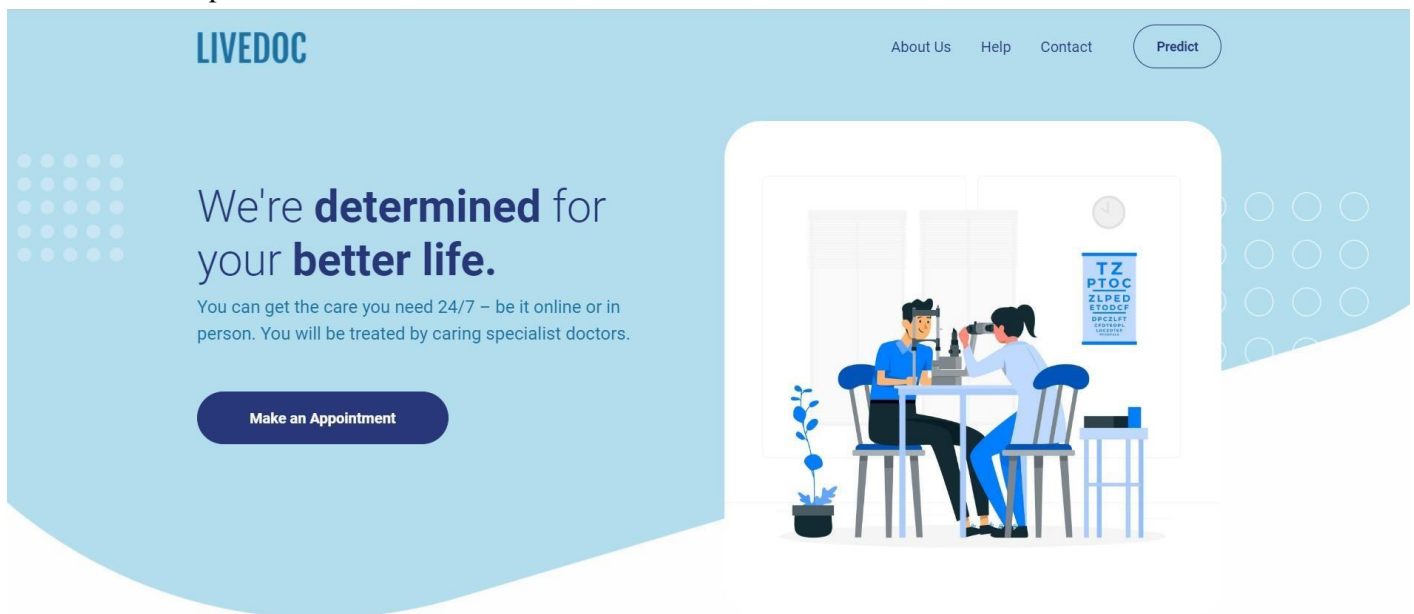 LIVEDOC
About Us Help Contact Predict
We're determined for
your better life.
You can get the care you need 24/7 – be it online or in
person. You will be treated by caring specialist doctors.
Make an Appointment
TZ
PTOC
ZLPED
ETODCF
DPCZLFT